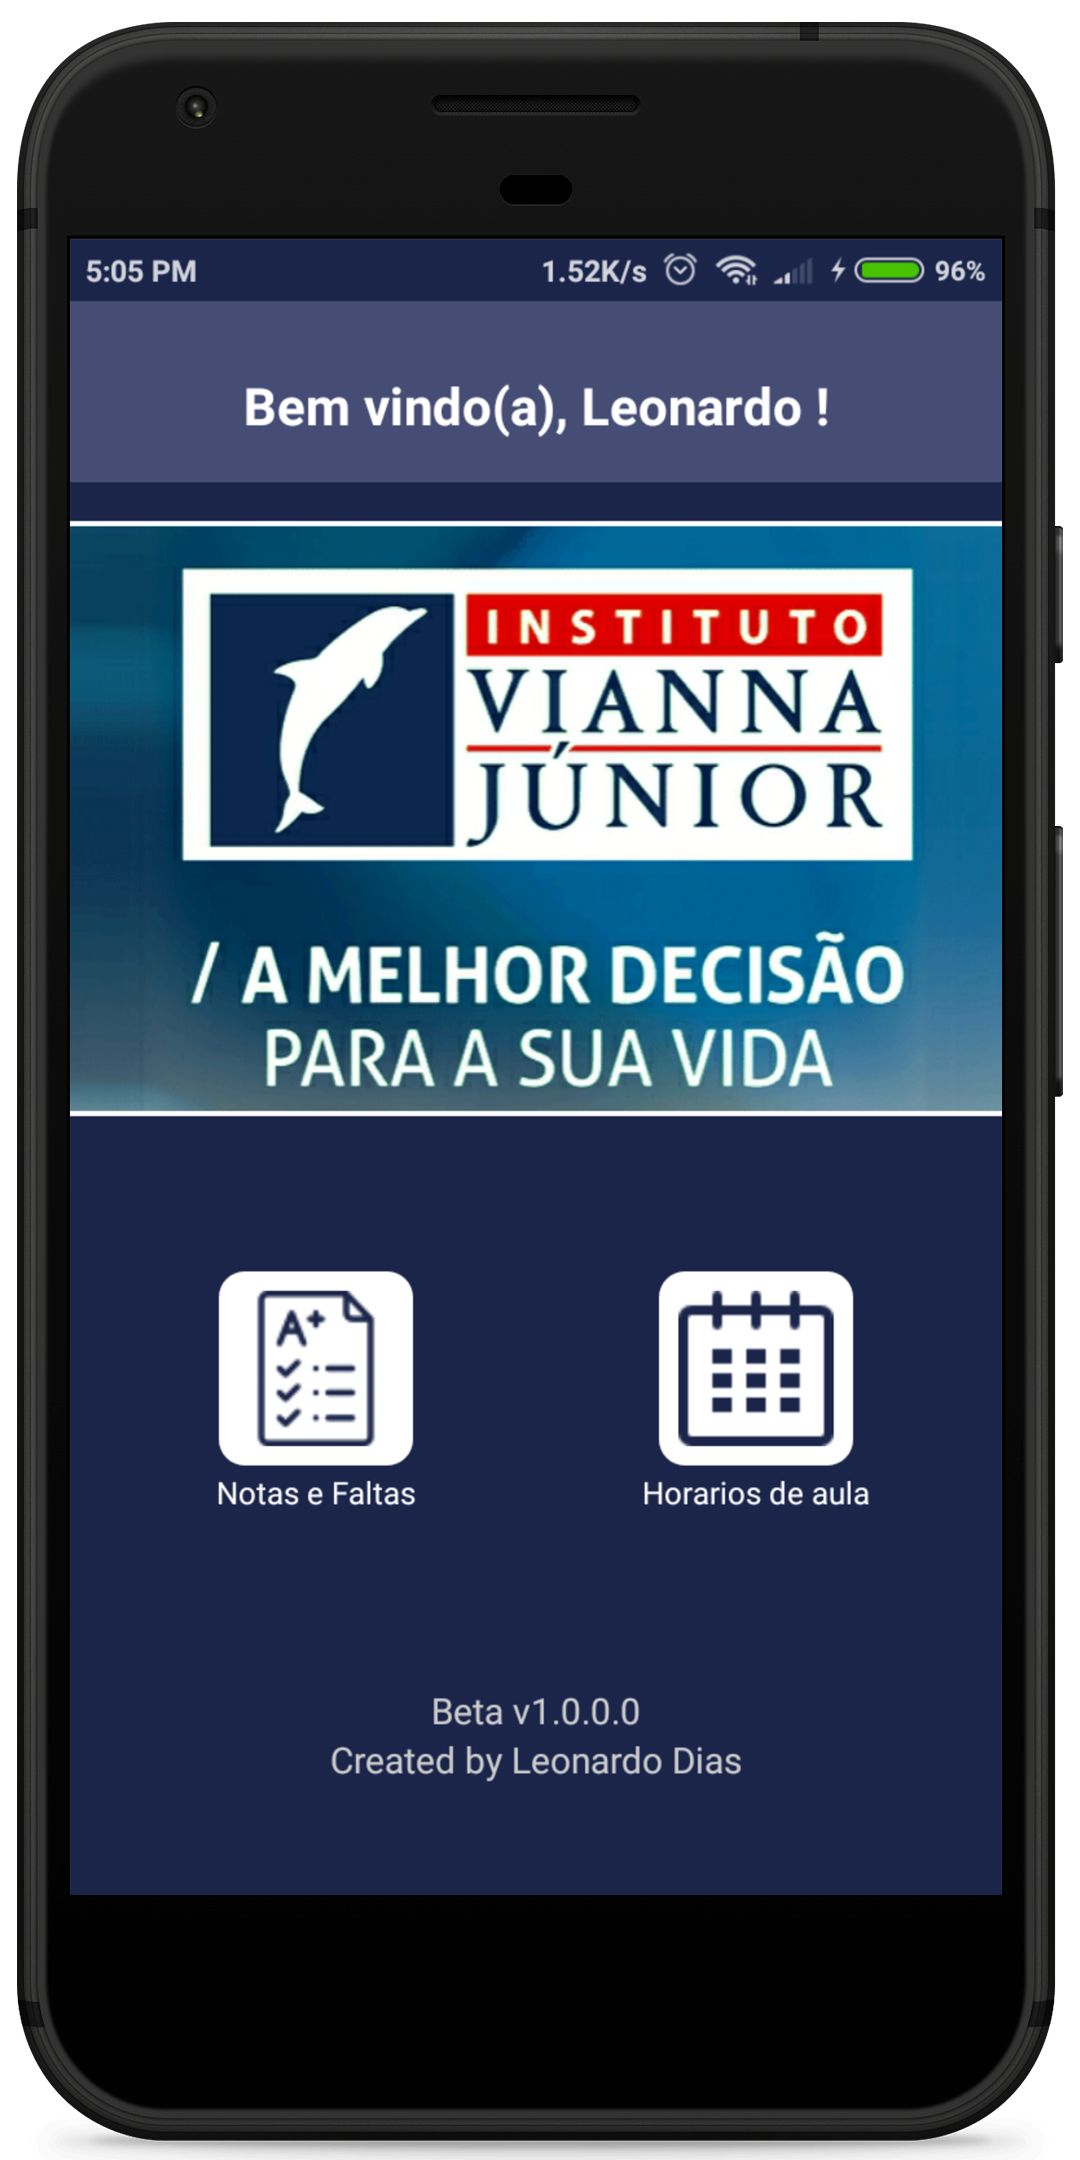 5:05 PM 1.52K/s 96%
Bem vindo(a), Leonardo !
INSTITUTO
VIANNA
JÚNIOR
/ A MELHOR DECISÃO
PARA A SUA VIDA
A+
Notas e Faltas Horarios de aula
Beta v1.0.0.0
Created by Leonardo Dias